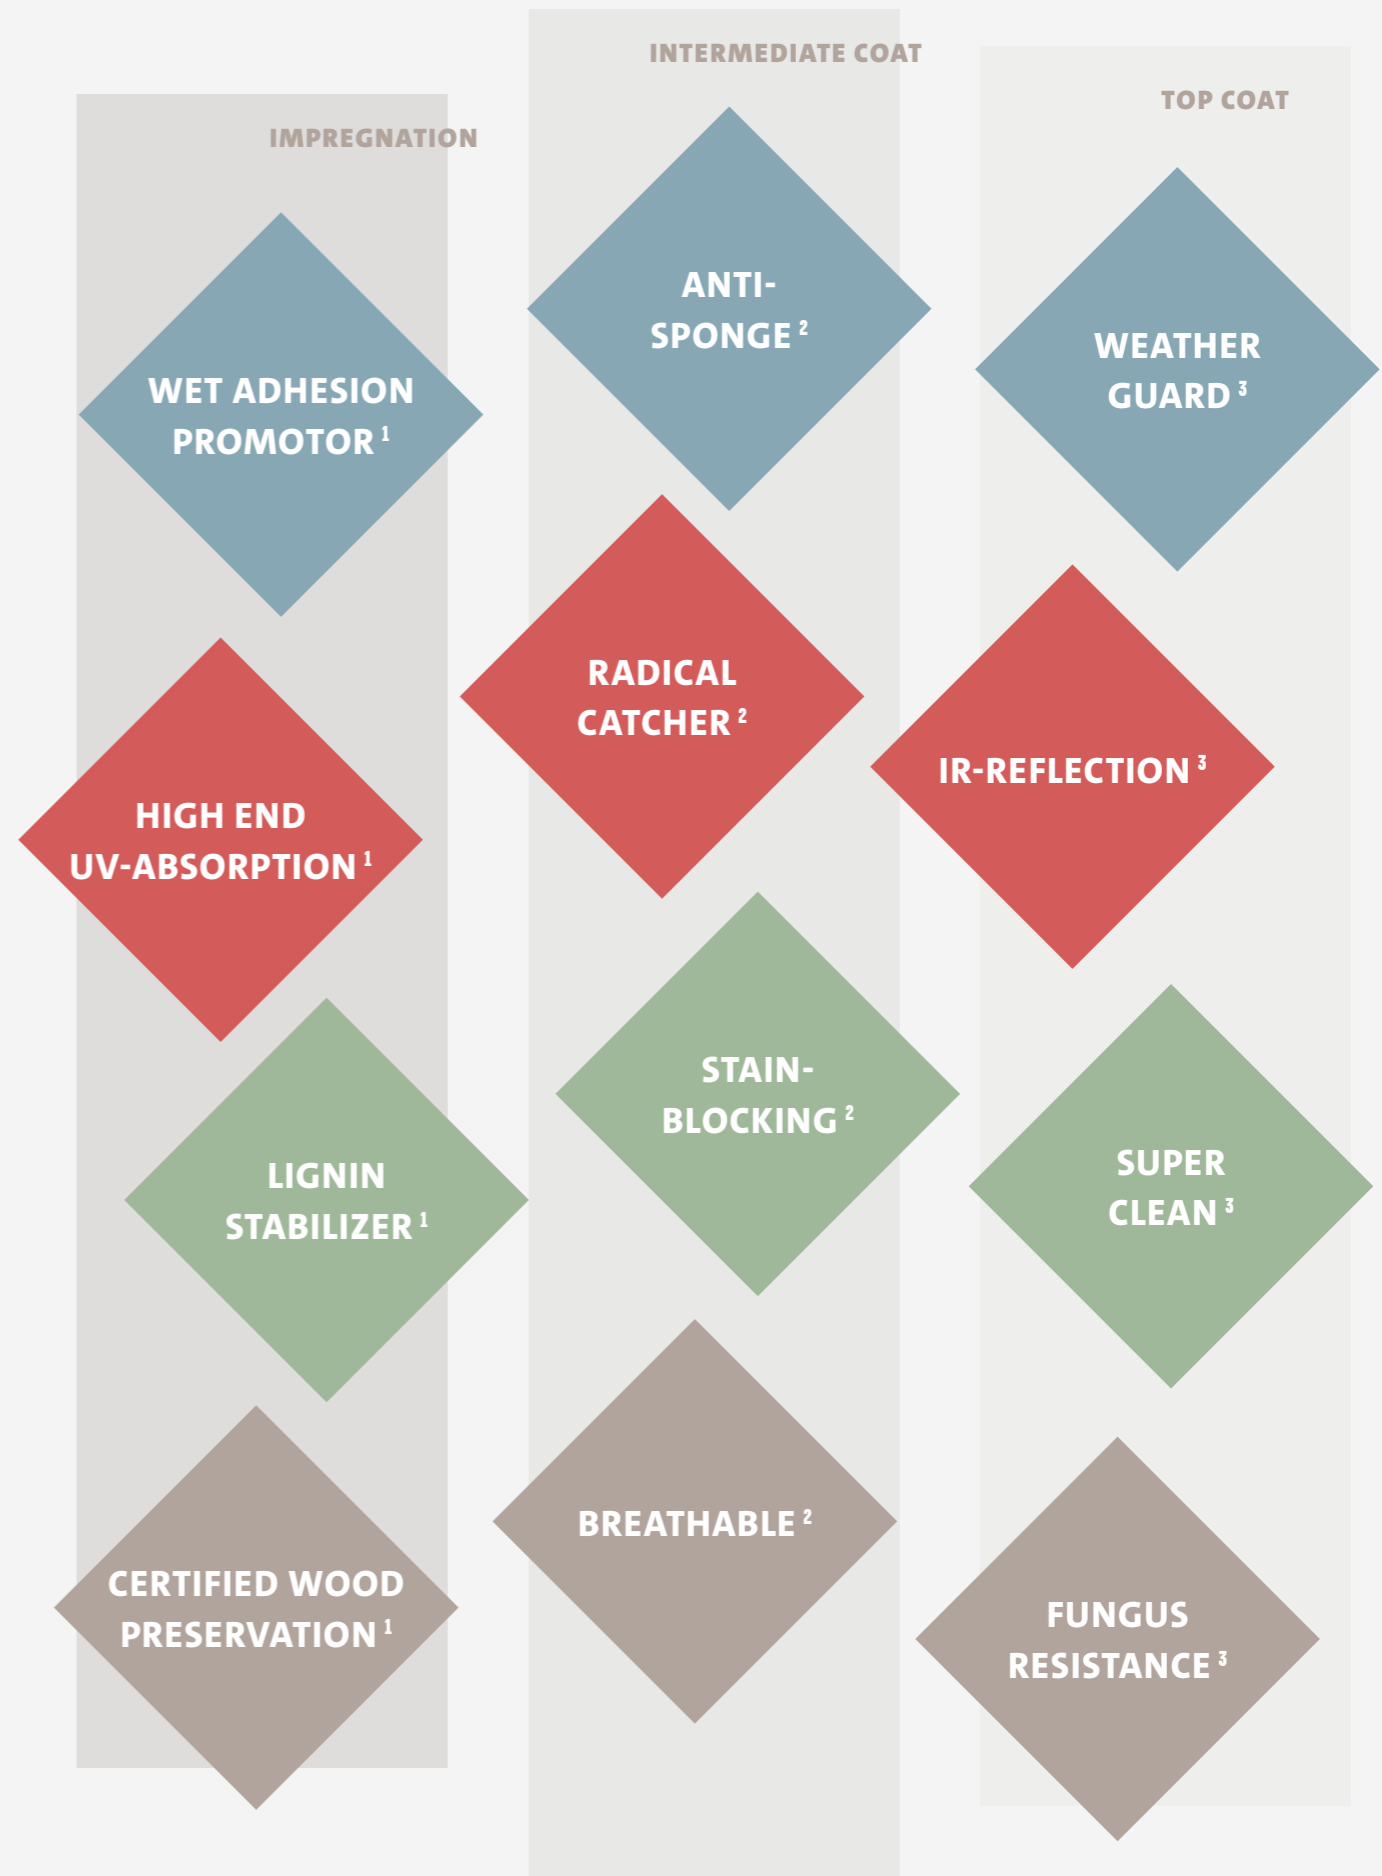 IMPREGNATION
WET ADHESION
PROMOTOR 1
HIGH END
UV-ABSORPTION 1
LIGNIN
STABILIZER 1
CERTIFIED WOOD
PRESERVATION 1
INTERMEDIATE COAT
ANTI-
SPONGE 2
RADICAL
CATCHER 2
STAIN-
BLOCKING 2
BREATHABLE 2
TOP COAT
WEATHER
GUARD 3
IR-REFLECTION 3
SUPER
CLEAN 3
FUNGUS
RESISTANCE 3